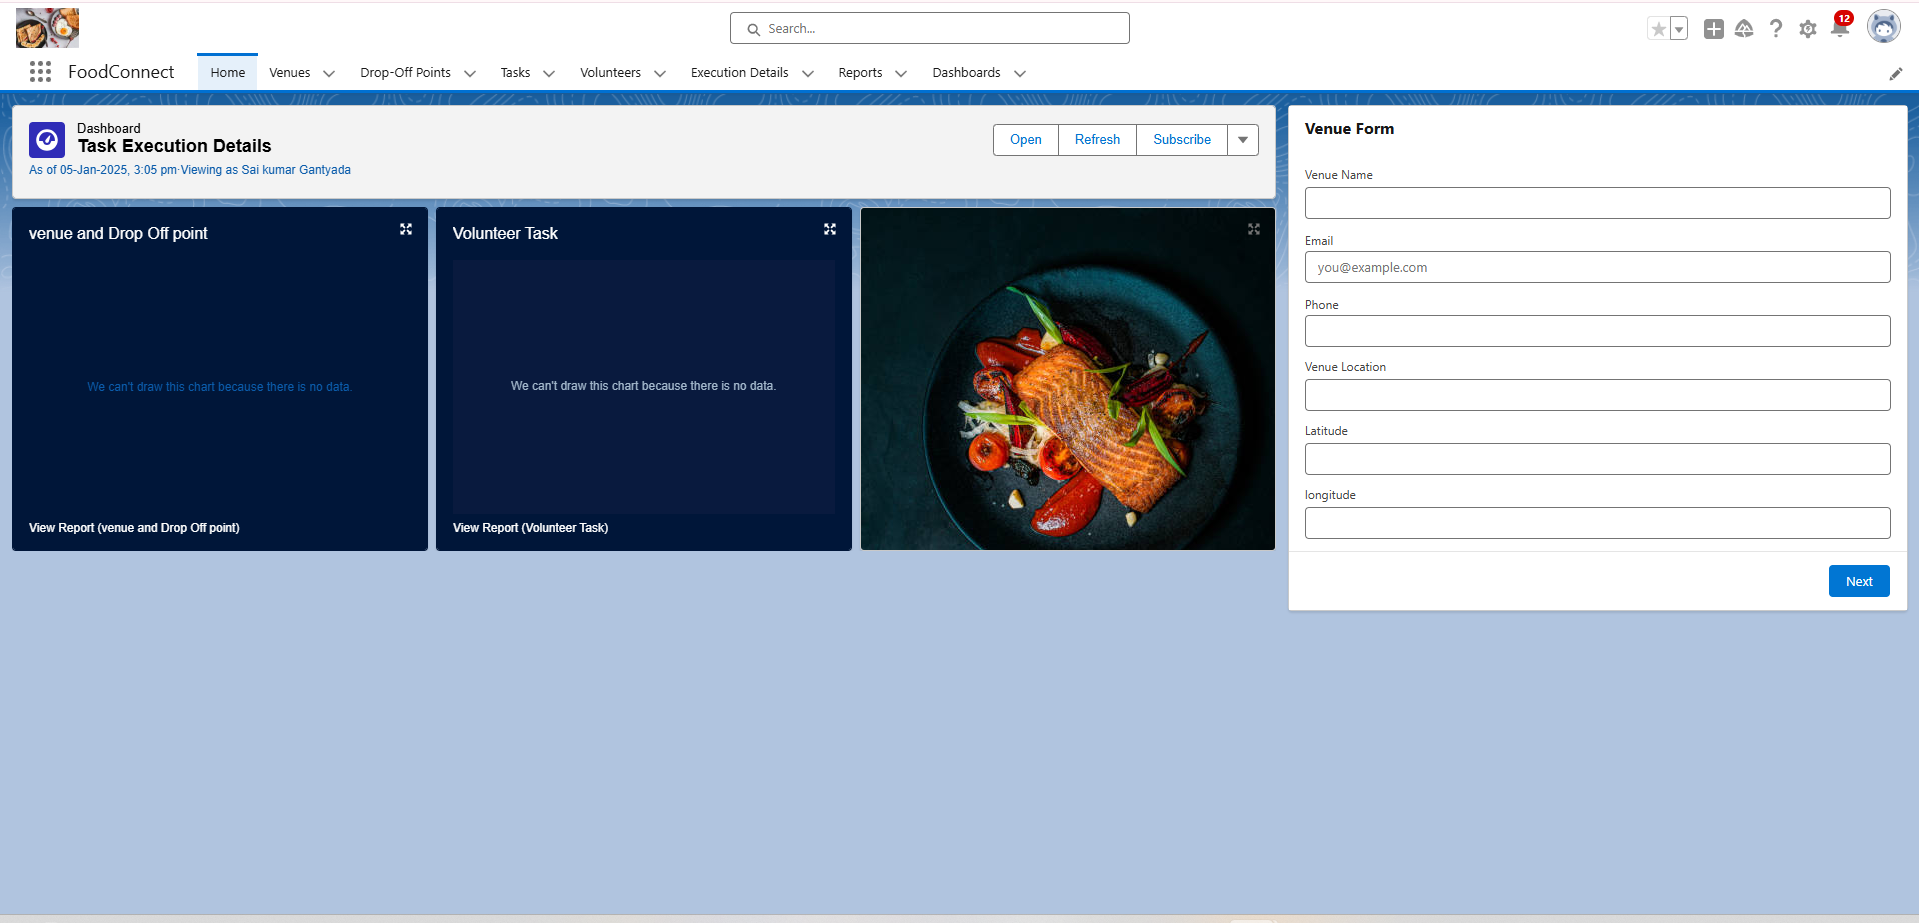 Search...
12
FoodConnect
Home
Venues
Drop-Off Points
Tasks
Volunteers
Execution Details
Reports
Dashboards
Dashboard
Task Execution Details
As of 05-Jan-2025, 3:05 pm·Viewing as Sai kumar Gantyada
Open
Refresh
Subscribe
venue and Drop Off point
We can't draw this chart because there is no data.
View Report (venue and Drop Off point)
Volunteer Task
We can't draw this chart because there is no data.
View Report (Volunteer Task)
Venue Form
Venue Name
Email
you@example.com
Phone
Venue Location
Latitude
longitude
Next